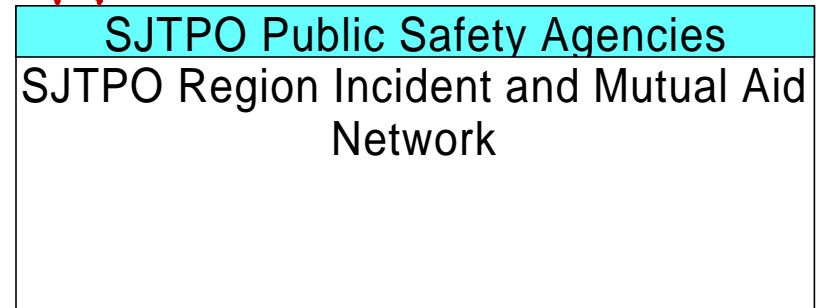 SJTPO Public Safety Agencies
SJTPO Region Incident and Mutual Aid
Network